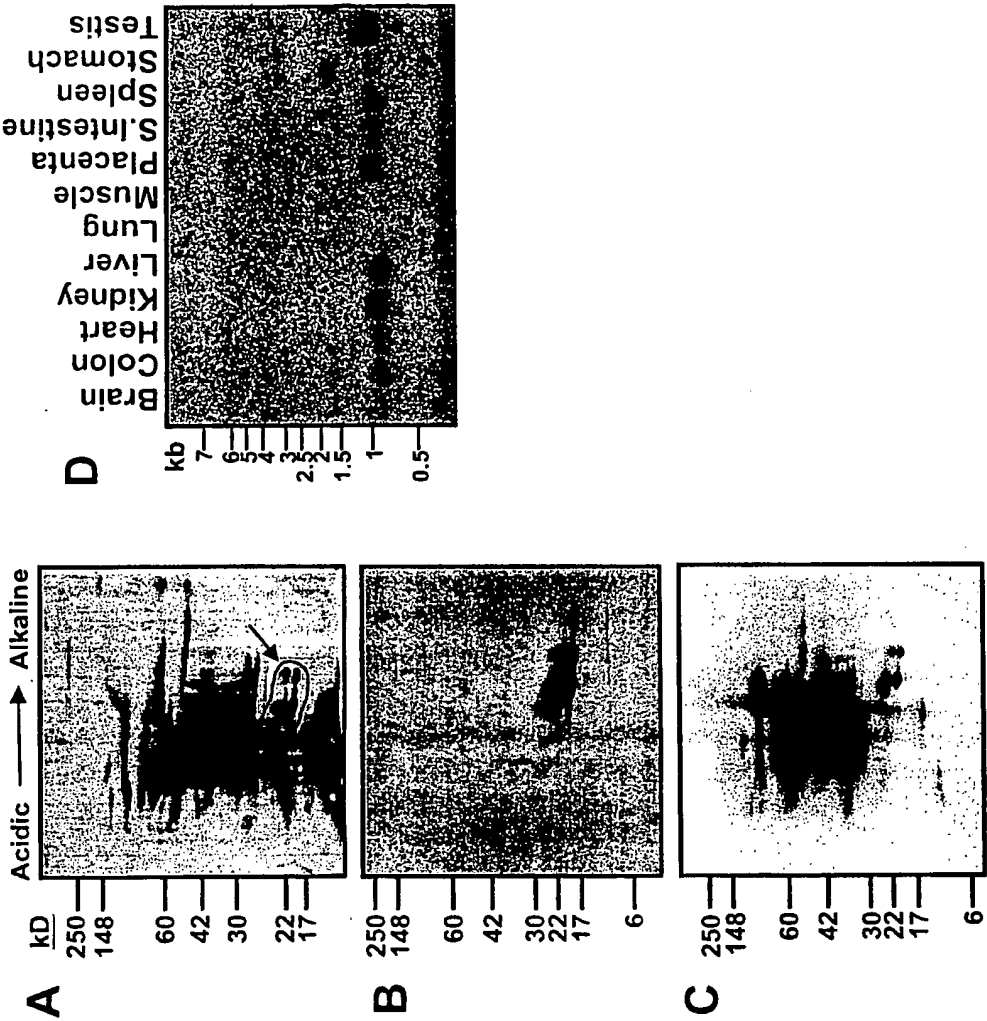 A
Acidic → Alkaline
kD
250
148
60
42
30
22
17
B
250
148
60
42
30
22
17
6
C
250
148
60
42
30
22
17
6
D
Brain
Colon
Heart
Kidney
Liver
Lung
Muscle
Placenta
S.Intestine
Spleen
Stomach
Testis
kb
7
6
5
4
3
2.5
2
1.5
1
0.5